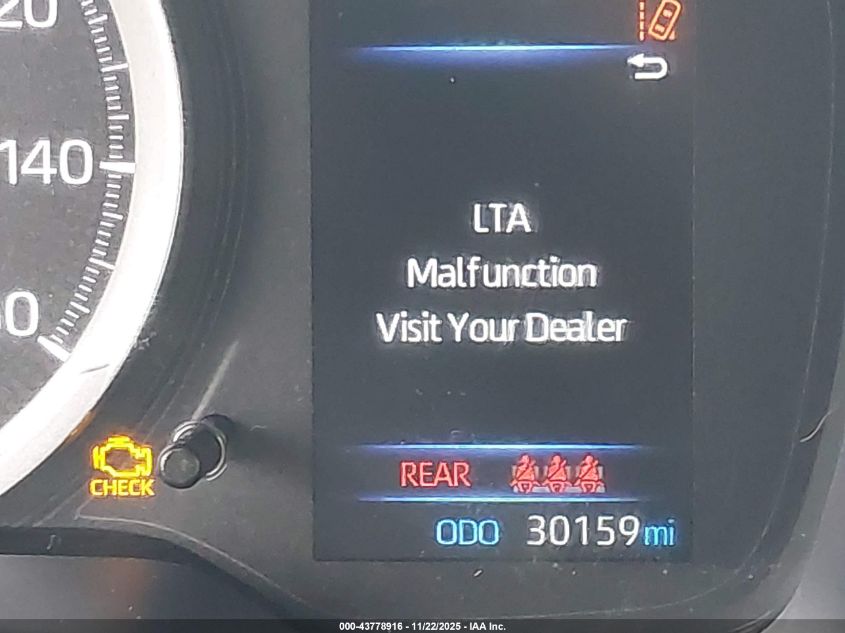 20
140
LTA
Malfunction
Visit Your Dealer
CHECK
REAR
ODO 30159 mi
000-43778916 - 11/22/2025 - IAA Inc.